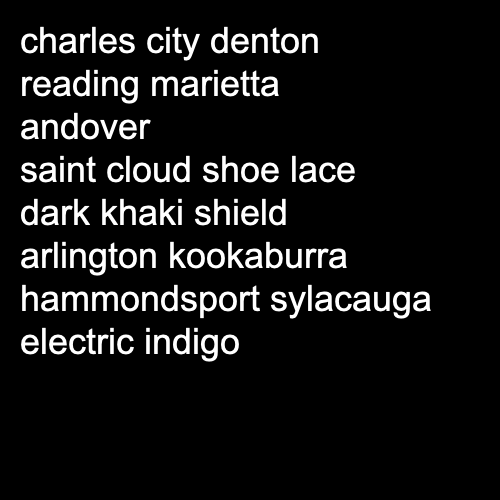 charles city denton
reading marietta
andover
saint cloud shoe lace
dark khaki shield
arlington kookaburra
hammondsport sylacauga
electric indigo